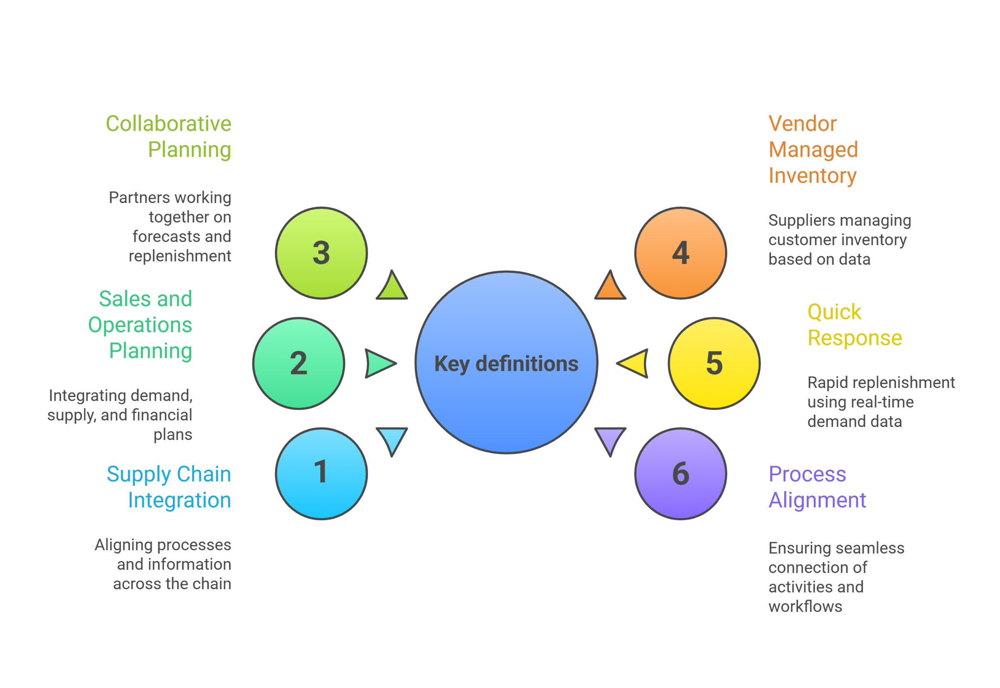 Collaborative
Planning
Partners working
together on
forecasts and
replenishment
3
Sales and
Operations
Planning
Integrating demand,
supply, and financial
plans
2
Supply Chain
Integration
Aligning processes
and information
across the chain
1
Key definitions
Vendor
Managed
Inventory
Suppliers managing
customer inventory
based on data
4
Quick
Response
Rapid replenishment
using real-time
demand data
5
Process
Alignment
Ensuring seamless
connection of
activities and
workflows
6